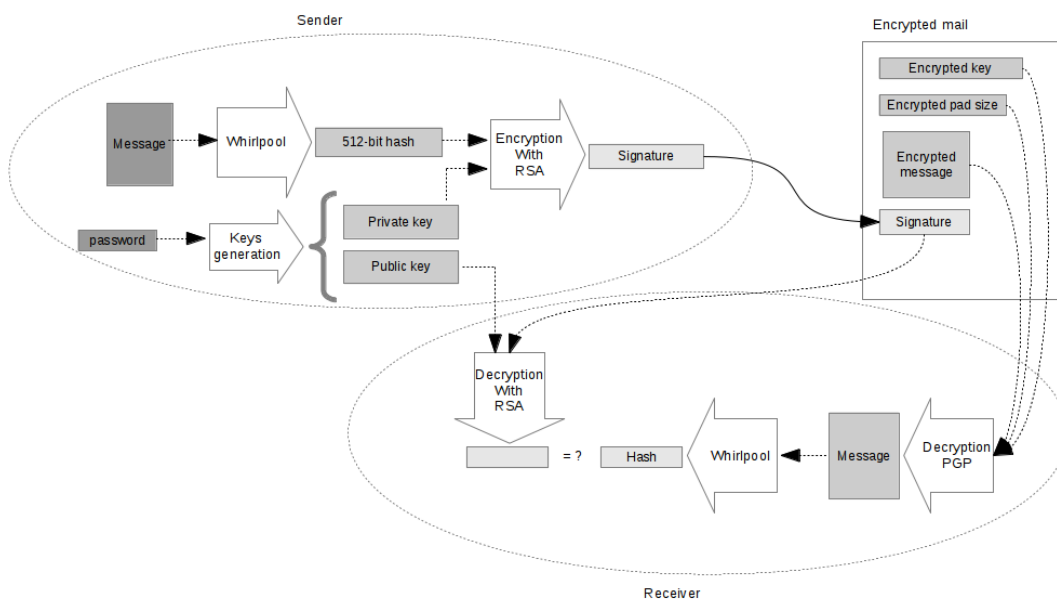 Sender
Encrypted mail
Encrypted key
Encrypted pad size
Message
Whirlpool
512-bit hash
Encryption
With
RSA
Signature
Encrypted
message
Signature
password
Keys
generation
Private key
Public key
Decryption
With
RSA
= ?
Hash
Whirlpool
Message
Decryption
PGP
Receiver